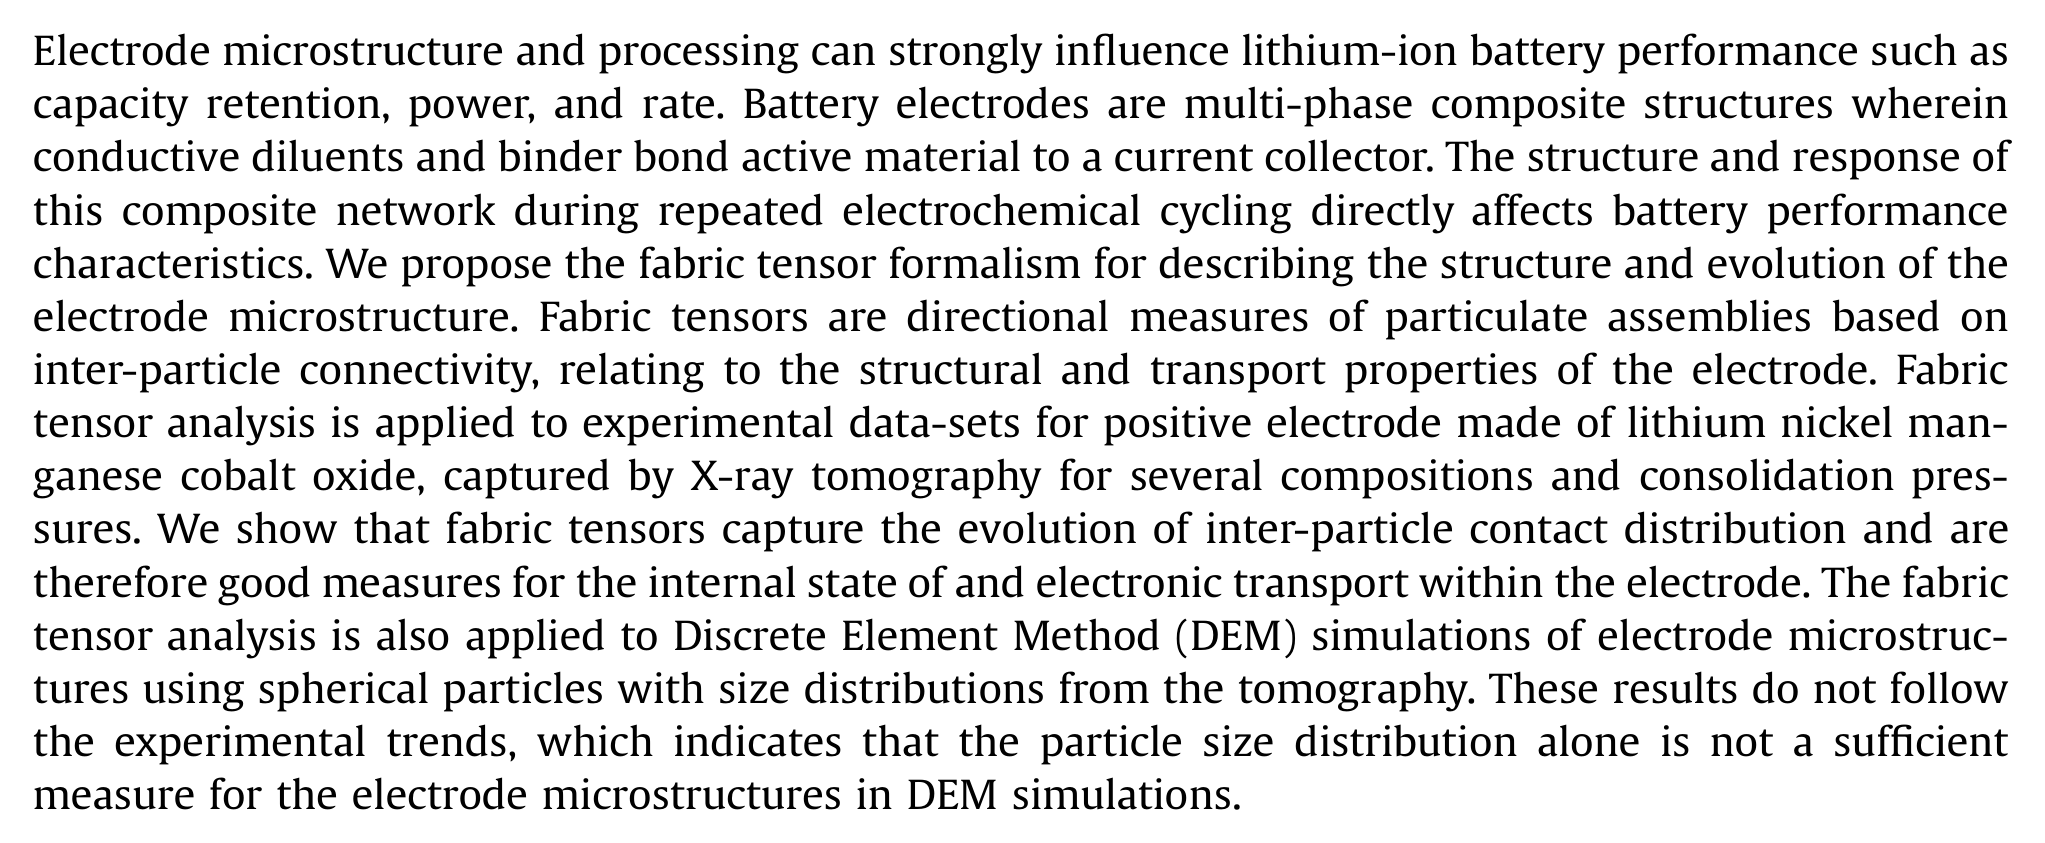 Electrode microstructure and processing can strongly influence lithium-ion battery performance such as
capacity retention, power, and rate. Battery electrodes are multi-phase composite structures wherein
conductive diluents and binder bond active material to a current collector. The structure and response of
this composite network during repeated electrochemical cycling directly affects battery performance
characteristics. We propose the fabric tensor formalism for describing the structure and evolution of the
electrode microstructure. Fabric tensors are directional measures of particulate assemblies based on
inter-particle connectivity, relating to the structural and transport properties of the electrode. Fabric
tensor analysis is applied to experimental data-sets for positive electrode made of lithium nickel man-
ganese cobalt oxide, captured by X-ray tomography for several compositions and consolidation pres-
sures. We show that fabric tensors capture the evolution of inter-particle contact distribution and are
therefore good measures for the internal state of and electronic transport within the electrode. The fabric
tensor analysis is also applied to Discrete Element Method (DEM) simulations of electrode microstruc-
tures using spherical particles with size distributions from the tomography. These results do not follow
the experimental trends, which indicates that the particle size distribution alone is not a sufficient
measure for the electrode microstructures in DEM simulations.